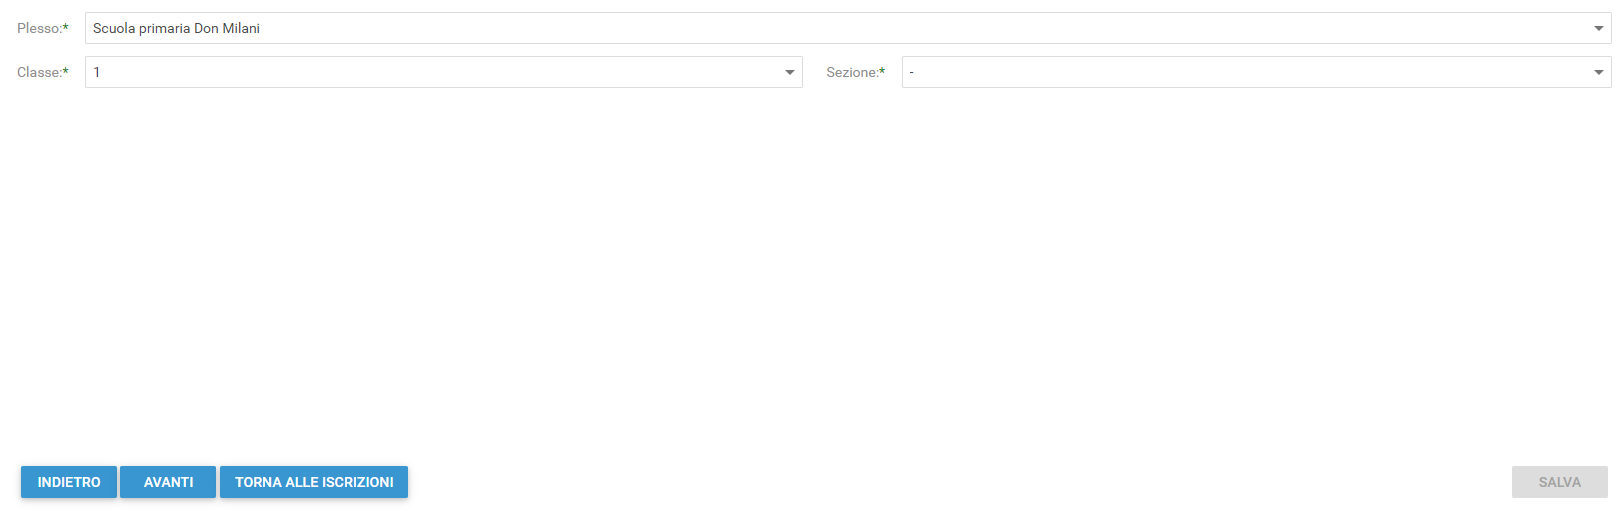 Plesso:* Scuola primaria Don Milani
Classe:* 1 Sezione:* -
INDIETRO AVANTI TORNA ALLE ISCRIZIONI SALVA